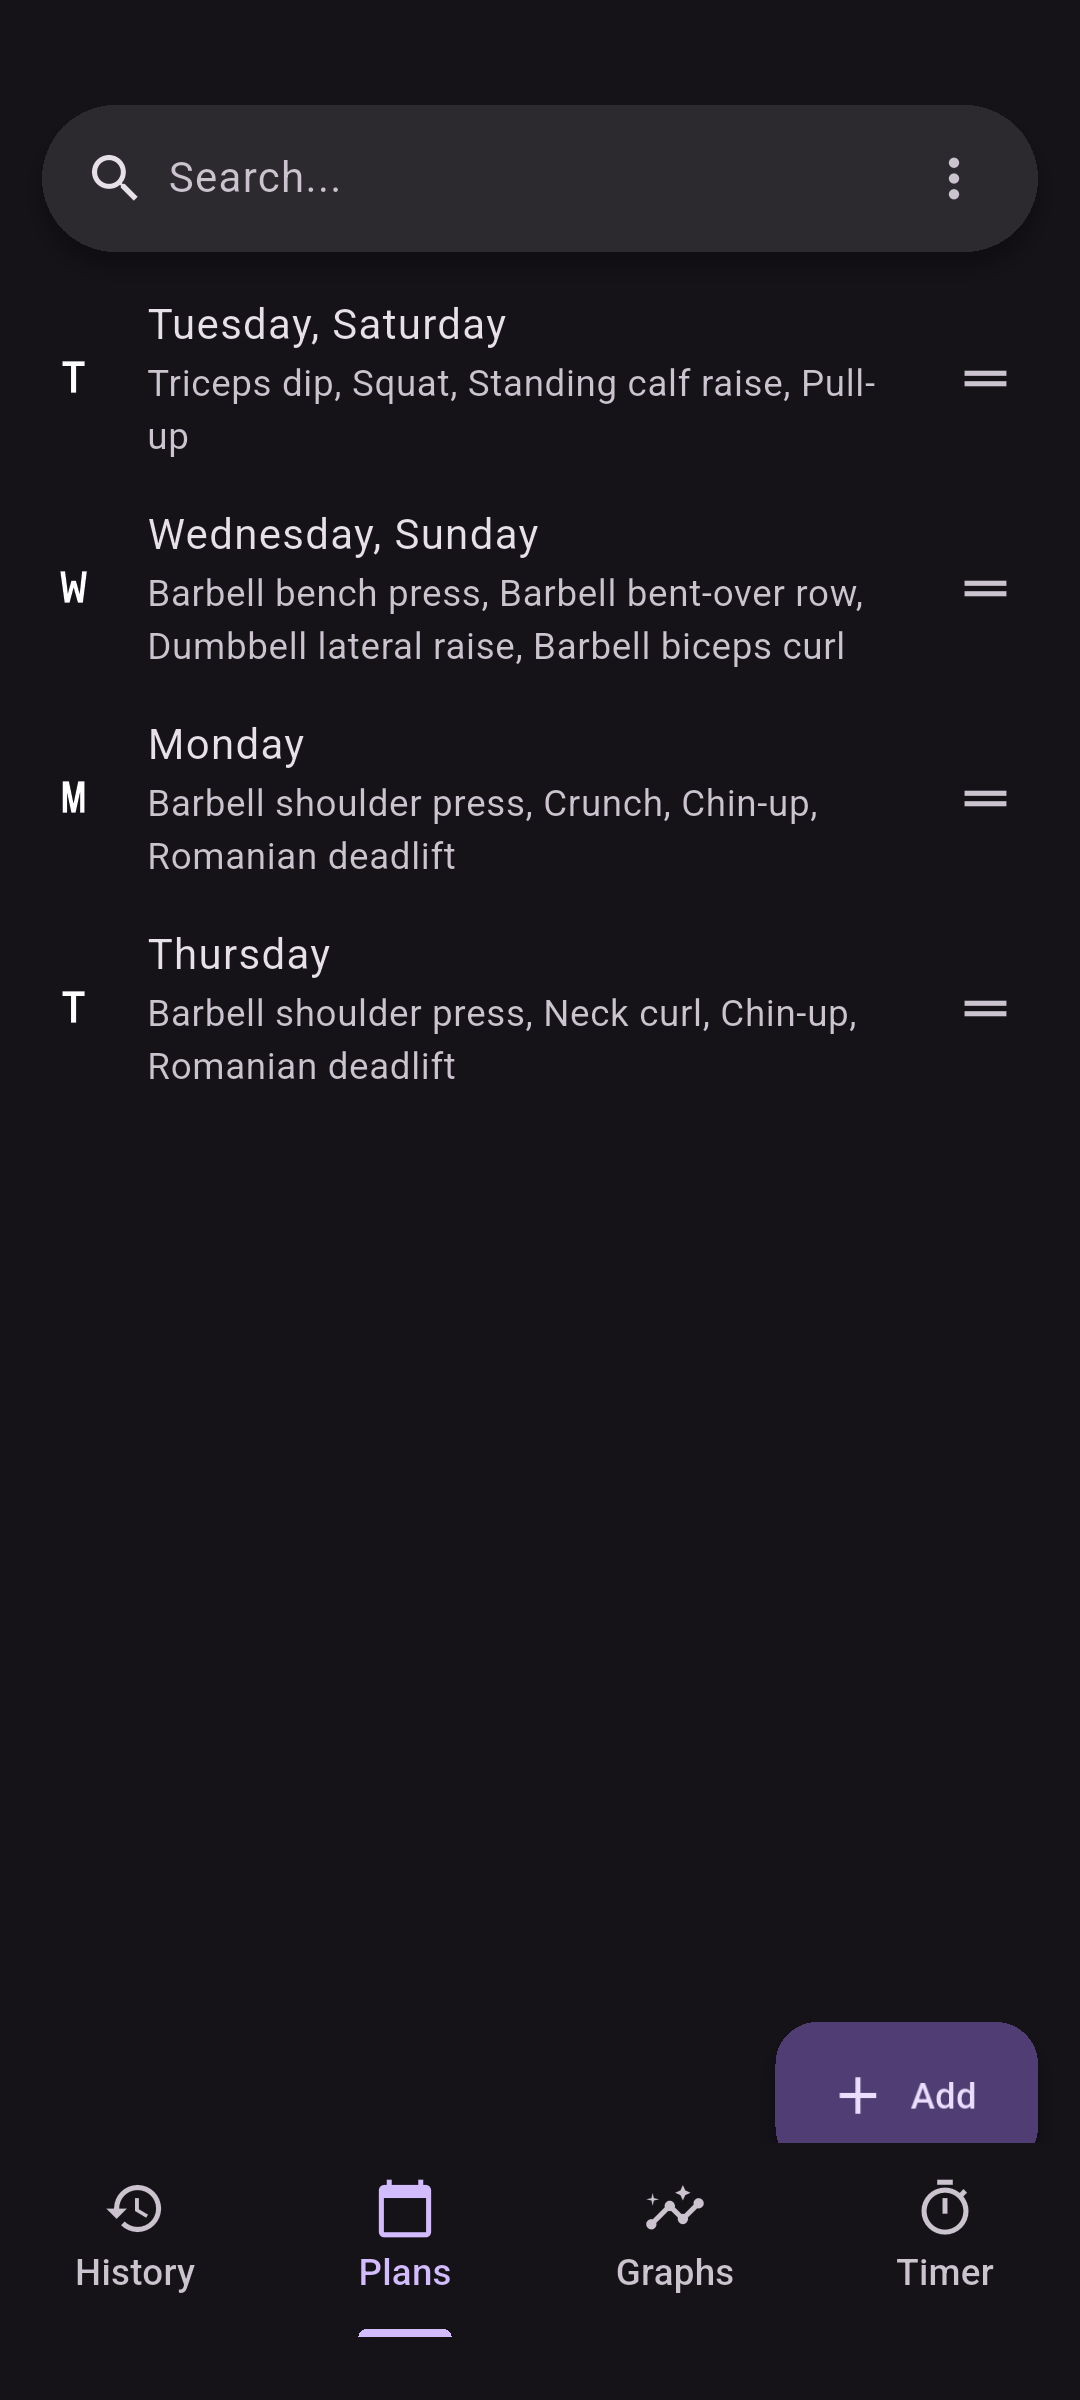 Search...
Tuesday, Saturday
T
Triceps dip, Squat, Standing calf raise, Pull-
up
Wednesday, Sunday
W
Barbell bench press, Barbell bent-over row,
Dumbbell lateral raise, Barbell biceps curl
Monday
M
Barbell shoulder press, Crunch, Chin-up,
Romanian deadlift
Thursday
T
Barbell shoulder press, Neck curl, Chin-up,
Romanian deadlift
Add
History
Plans
Graphs
Timer